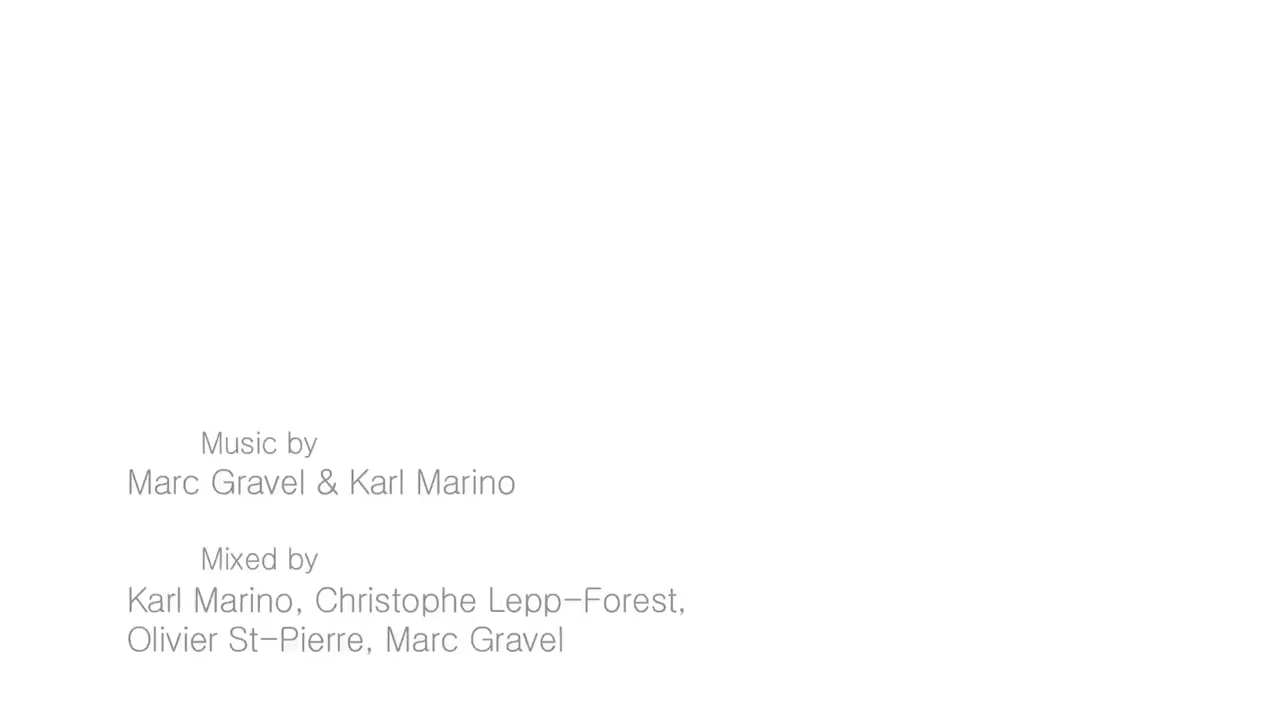 Music by
Marc Gravel & Karl Marino
Mixed by
Karl Marino, Christophe Lepp-Forest,
Olivier St-Pierre, Marc Gravel